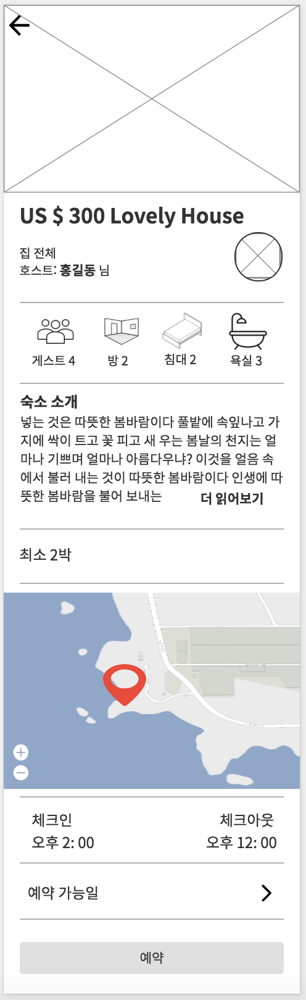 US $ 300 Lovely House
집 전체
호스트: 홍길동 님
게스트 4 방 2 침대 2 욕실 3
숙소 소개
넣는 것은 따뜻한 봄바람이다 풀밭에 속잎나고 가
지에 싹이 트고 꽃 피고 새 우는 봄날의 천지는 얼
마나 기쁘며 얼마나 아름다우냐? 이것을 얼음 속
에서 불러 내는 것이 따뜻한 봄바람이다 인생에 따
뜻한 봄바람을 불어 보내는 더 읽어보기
최소 2박
체크인 체크아웃
오후 2: 00 오후 12: 00
예약 가능일
예약